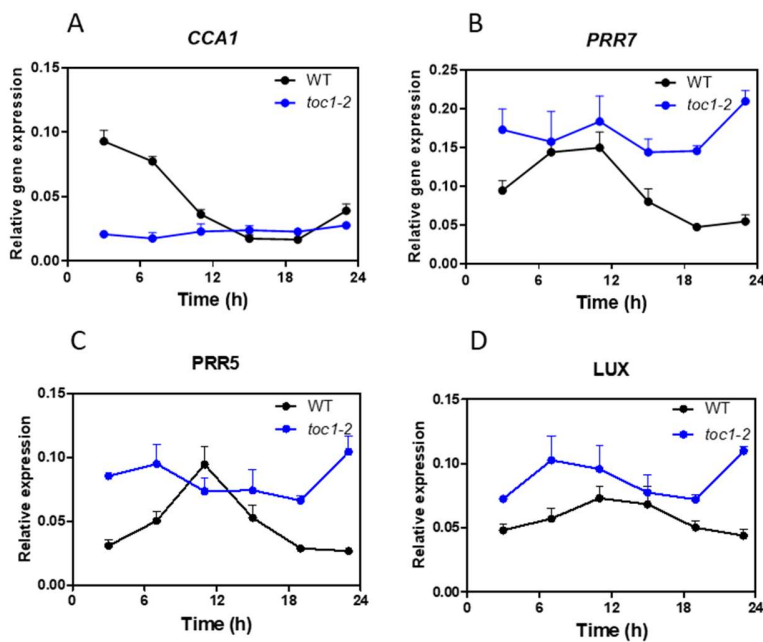 A
CCA1
Relative gene expression
0.15
0.10
0.05
0.00
WT
toc1-2
0 6 12 18 24
Time (h)
B
PRR7
Relative gene expression
0.25
0.20
0.15
0.10
0.05
0.00
WT
toc1-2
0 6 12 18 24
Time (h)
C
PRR5
Relative expression
0.15
0.10
0.05
0.00
WT
toc1-2
0 6 12 18 24
Time (h)
D
LUX
Relative expression
0.15
0.10
0.05
0.00
WT
toc1-2
0 6 12 18 24
Time (h)